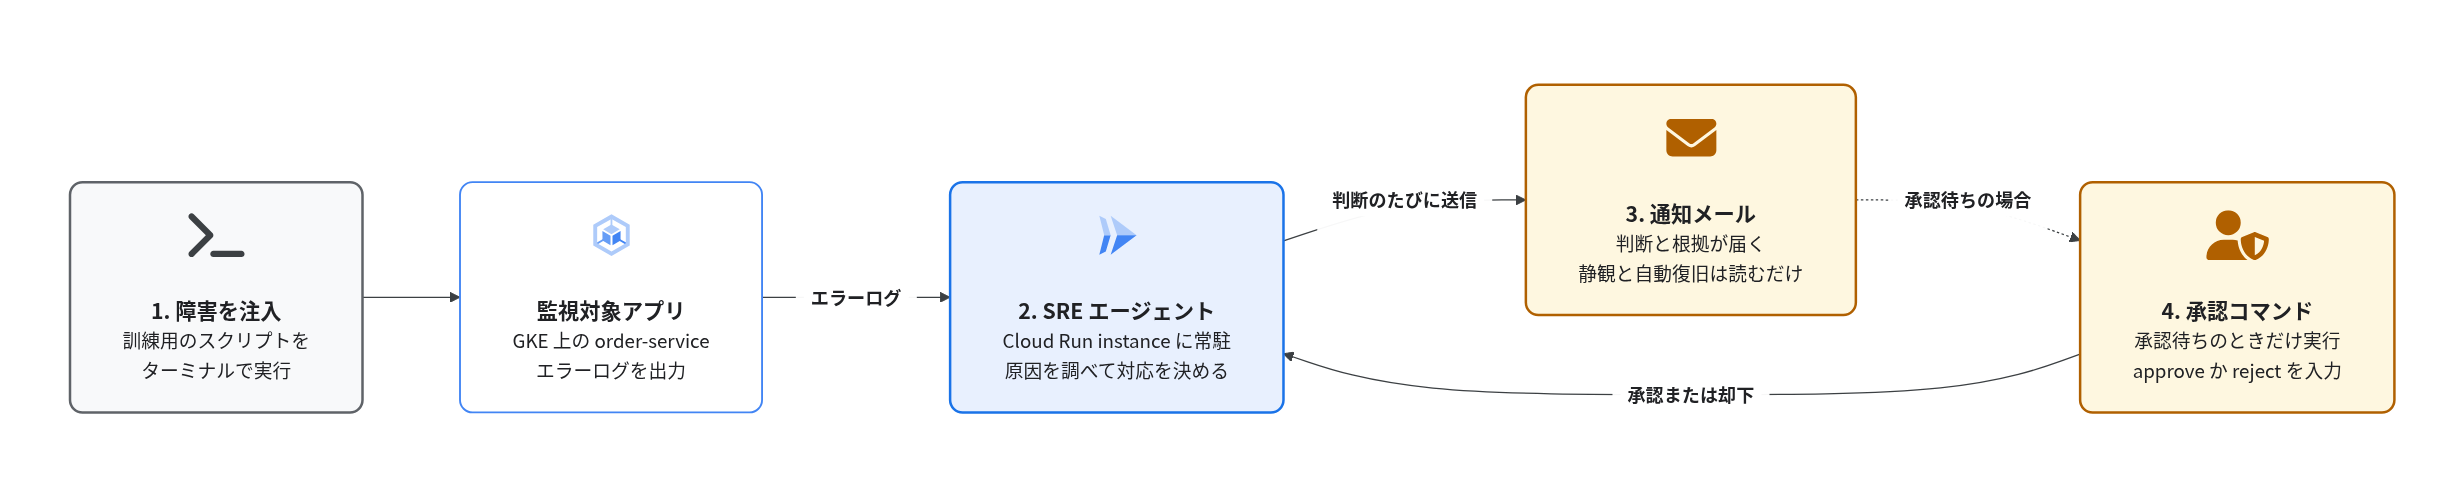 1. 障害を注入
訓練用のスクリプトを
ターミナルで実行
監視対象アプリ
GKE 上の order-service
エラーログを出力
エラーログ
2. SRE エージェント
Cloud Run instance に常駐
原因を調べて対応を決める
判断のたびに送信
3. 通知メール
判断と根拠が届く
静観と自動復旧は読むだけ
承認待ちの場合
4. 承認コマンド
承認待ちのときだけ実行
approve か reject を入力
承認または却下